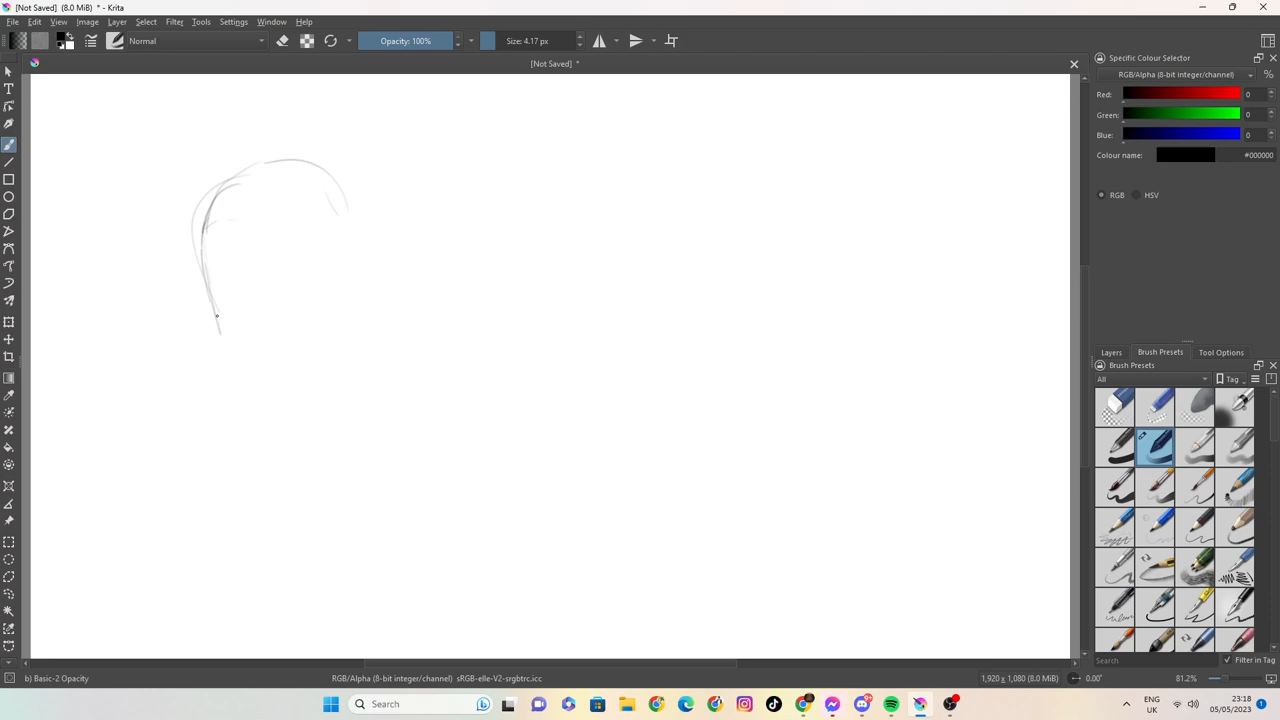 [Not Saved] (8.0 MiB) * - Krita
File Edit View Image Layer Select Filter Tools Settings Window Help
Normal Opacity: 100% Size: 4.17 px
[Not Saved] *
Specific Colour Selector
RGB/Alpha (8-bit integer/channel) %
Red: 0
Green: 0
Blue: 0
Colour name: #000000
RGB HSV
Layers Brush Presets Tool Options
Brush Presets
All Tag
Search Filter in Tag
b) Basic-2 Opacity RGB/Alpha (8-bit integer/channel) sRGB-elle-V2-srgbtrc.icc 1,920 x 1,080 (8.0 MiB) 0.00° 81.2%
Search 9+ ENG 23:18
UK 05/05/2023 1